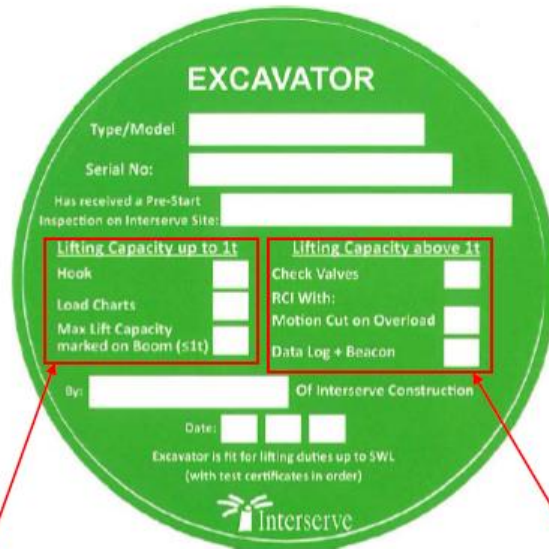 EXCAVATOR
Type/Model
Serial No:
Has received a Pre-Start
Inspection on Interserve Site:
Lifting Capacity up to 1t
Hook
Load Charts
Max Lift Capacity
marked on Boom (≤1t)
Lifting Capacity above 1t
Check Valves
RCI With:
Motion Cut on Overload
Data Log + Beacon
By:
Of Interserve Construction
Date:
Excavator is fit for lifting duties up to SWL
(with test certificates in order)
Interserve